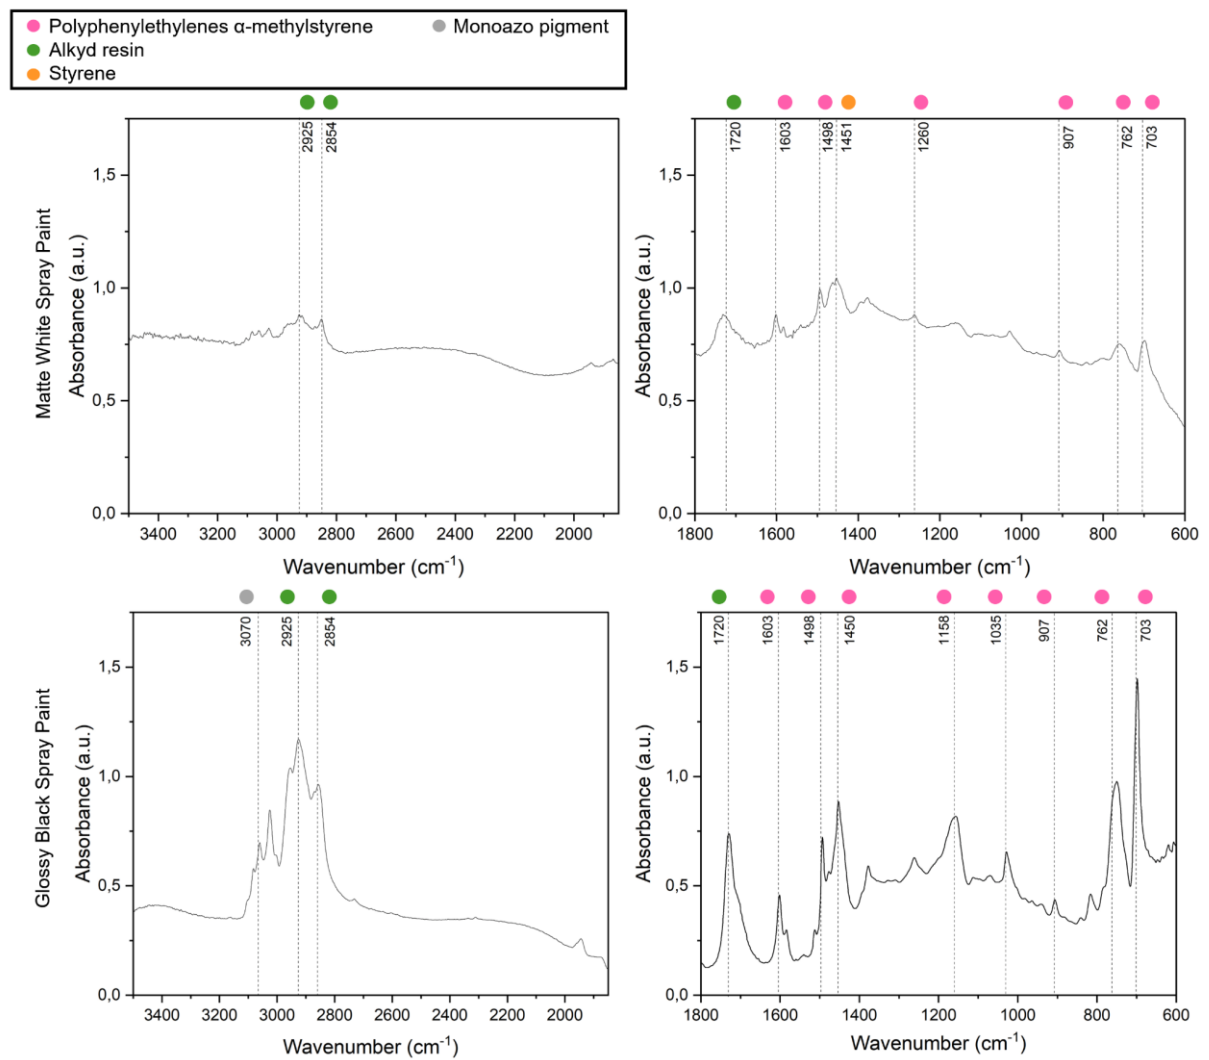 Polyphenylethylenes α-methylstyrene
Monoazo pigment
Alkyd resin
Styrene
Matte White Spray Paint
Absorbance (a.u.)
1,5
1,0
0,5
0,0
2925
2854
3400 3200 3000 2800 2600 2400 2200 2000
Wavenumber (cm-1)
Absorbance (a.u.)
1,5
1,0
0,5
0,0
1720
1603
1498
1451
1260
907
762
703
1800 1600 1400 1200 1000 800 600
Wavenumber (cm-1)
Glossy Black Spray Paint
Absorbance (a.u.)
1,5
1,0
0,5
0,0
3070
2925
2854
3400 3200 3000 2800 2600 2400 2200 2000
Wavenumber (cm-1)
Absorbance (a.u.)
1,5
1,0
0,5
0,0
1720
1603
1498
1450
1158
1035
907
762
703
1800 1600 1400 1200 1000 800 600
Wavenumber (cm-1)